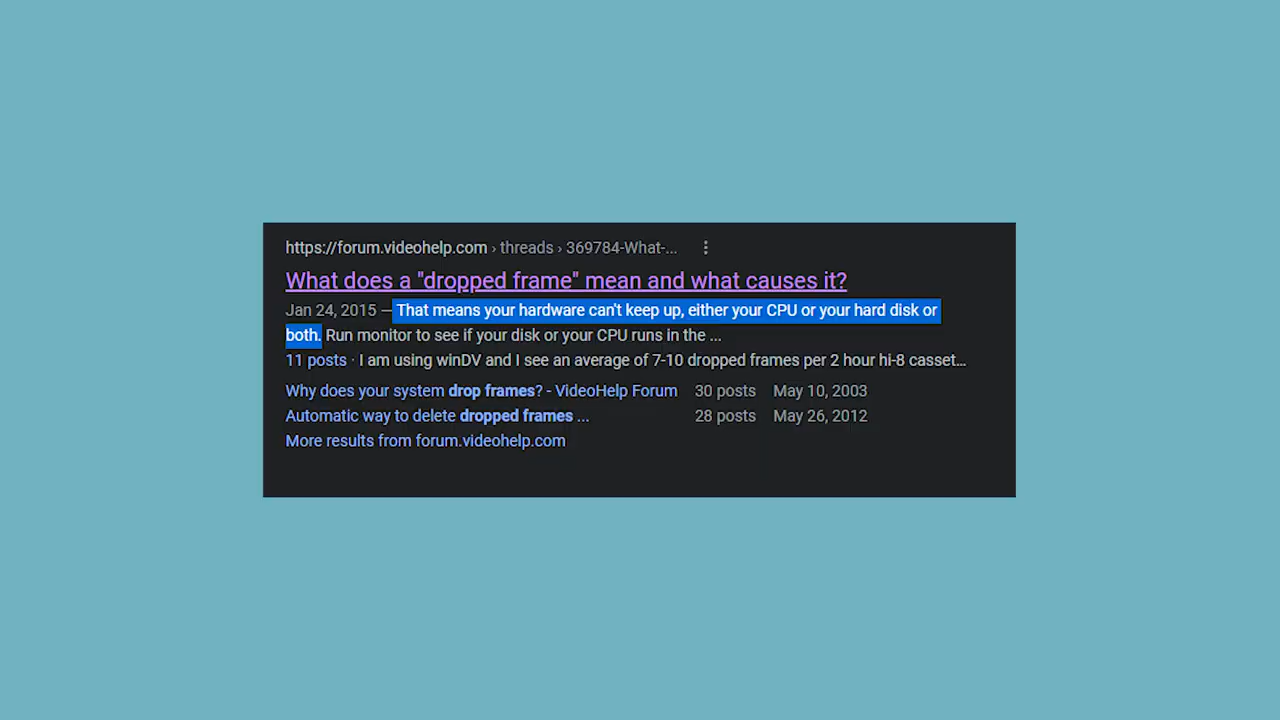 https://forum.videohelp.com › threads › 369784-What-...
What does a "dropped frame" mean and what causes it?
Jan 24, 2015 — That means your hardware can't keep up, either your CPU or your hard disk or
both. Run monitor to see if your disk or your CPU runs in the ...
11 posts · I am using winDV and I see an average of 7-10 dropped frames per 2 hour hi-8 casset...
Why does your system drop frames? - VideoHelp Forum 30 posts May 10, 2003
Automatic way to delete dropped frames ... 28 posts May 26, 2012
More results from forum.videohelp.com